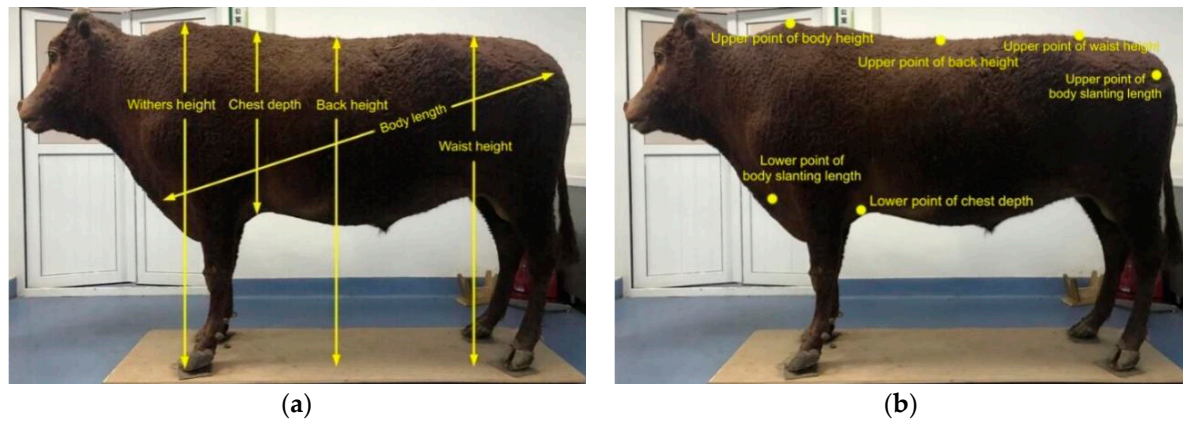 Withers height
Chest depth
Back height
Body length
Waist height
(a)
Upper point of body height
Upper point of back height
Upper point of waist height
Upper point of
body slanting length
Lower point of
body slanting length
Lower point of chest depth
(b)